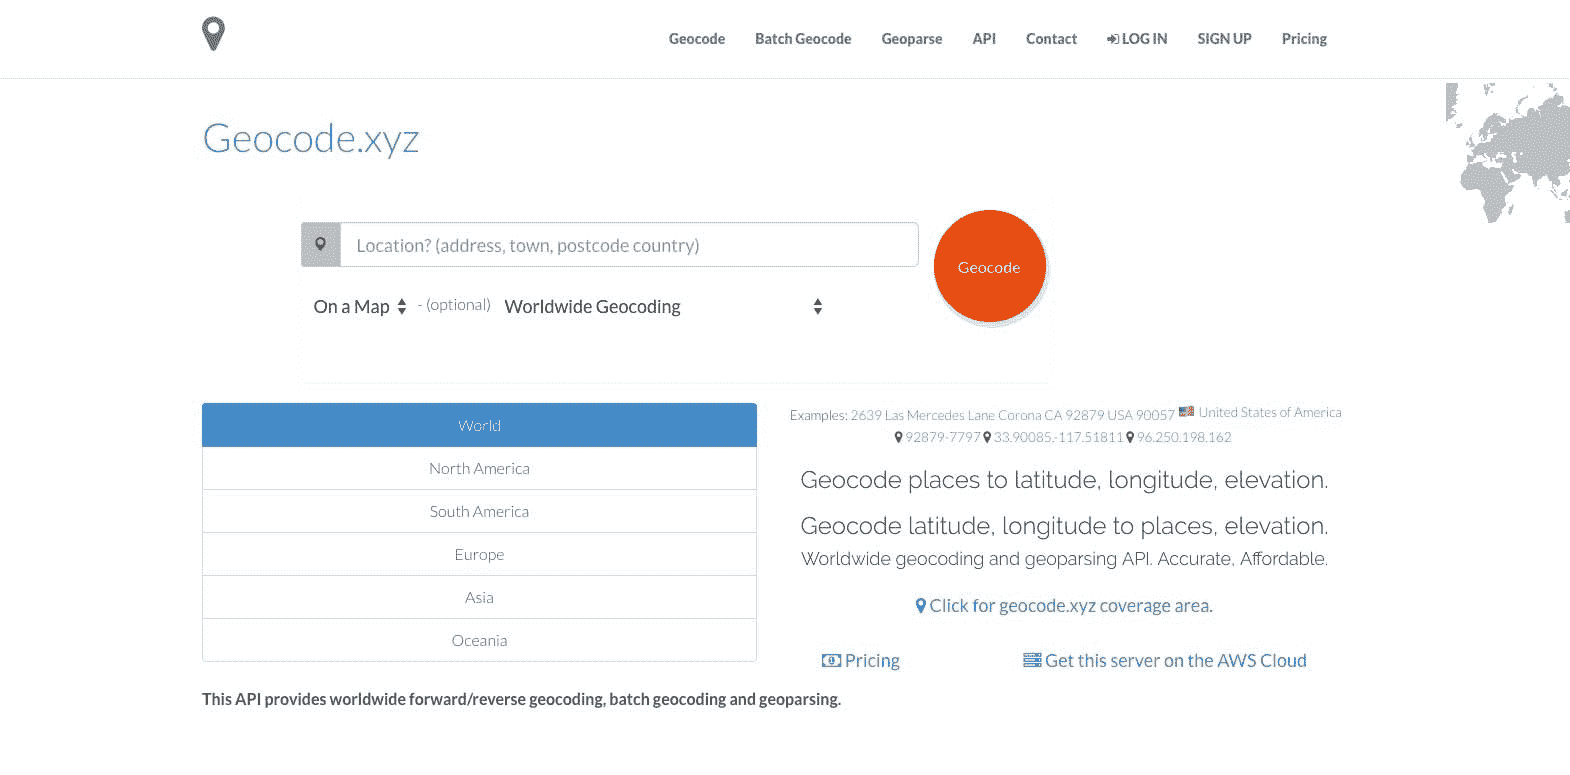 Geocode Batch Geocode Geoparse API Contact LOG IN SIGN UP Pricing
Geocode.xyz
Location? (address, town, postcode country)
Geocode
On a Map - (optional) Worldwide Geocoding
World
North America
South America
Europe
Asia
Oceania
Examples: 2639 Las Mercedes Lane Corona CA 92879 USA 90057 United States of America
92879-7797 33.90085,-117.51811 96.250.198.162
Geocode places to latitude, longitude, elevation.
Geocode latitude, longitude to places, elevation.
Worldwide geocoding and geoparsing API. Accurate, Affordable.
Click for geocode.xyz coverage area.
Pricing Get this server on the AWS Cloud
This API provides worldwide forward/reverse geocoding, batch geocoding and geoparsing.